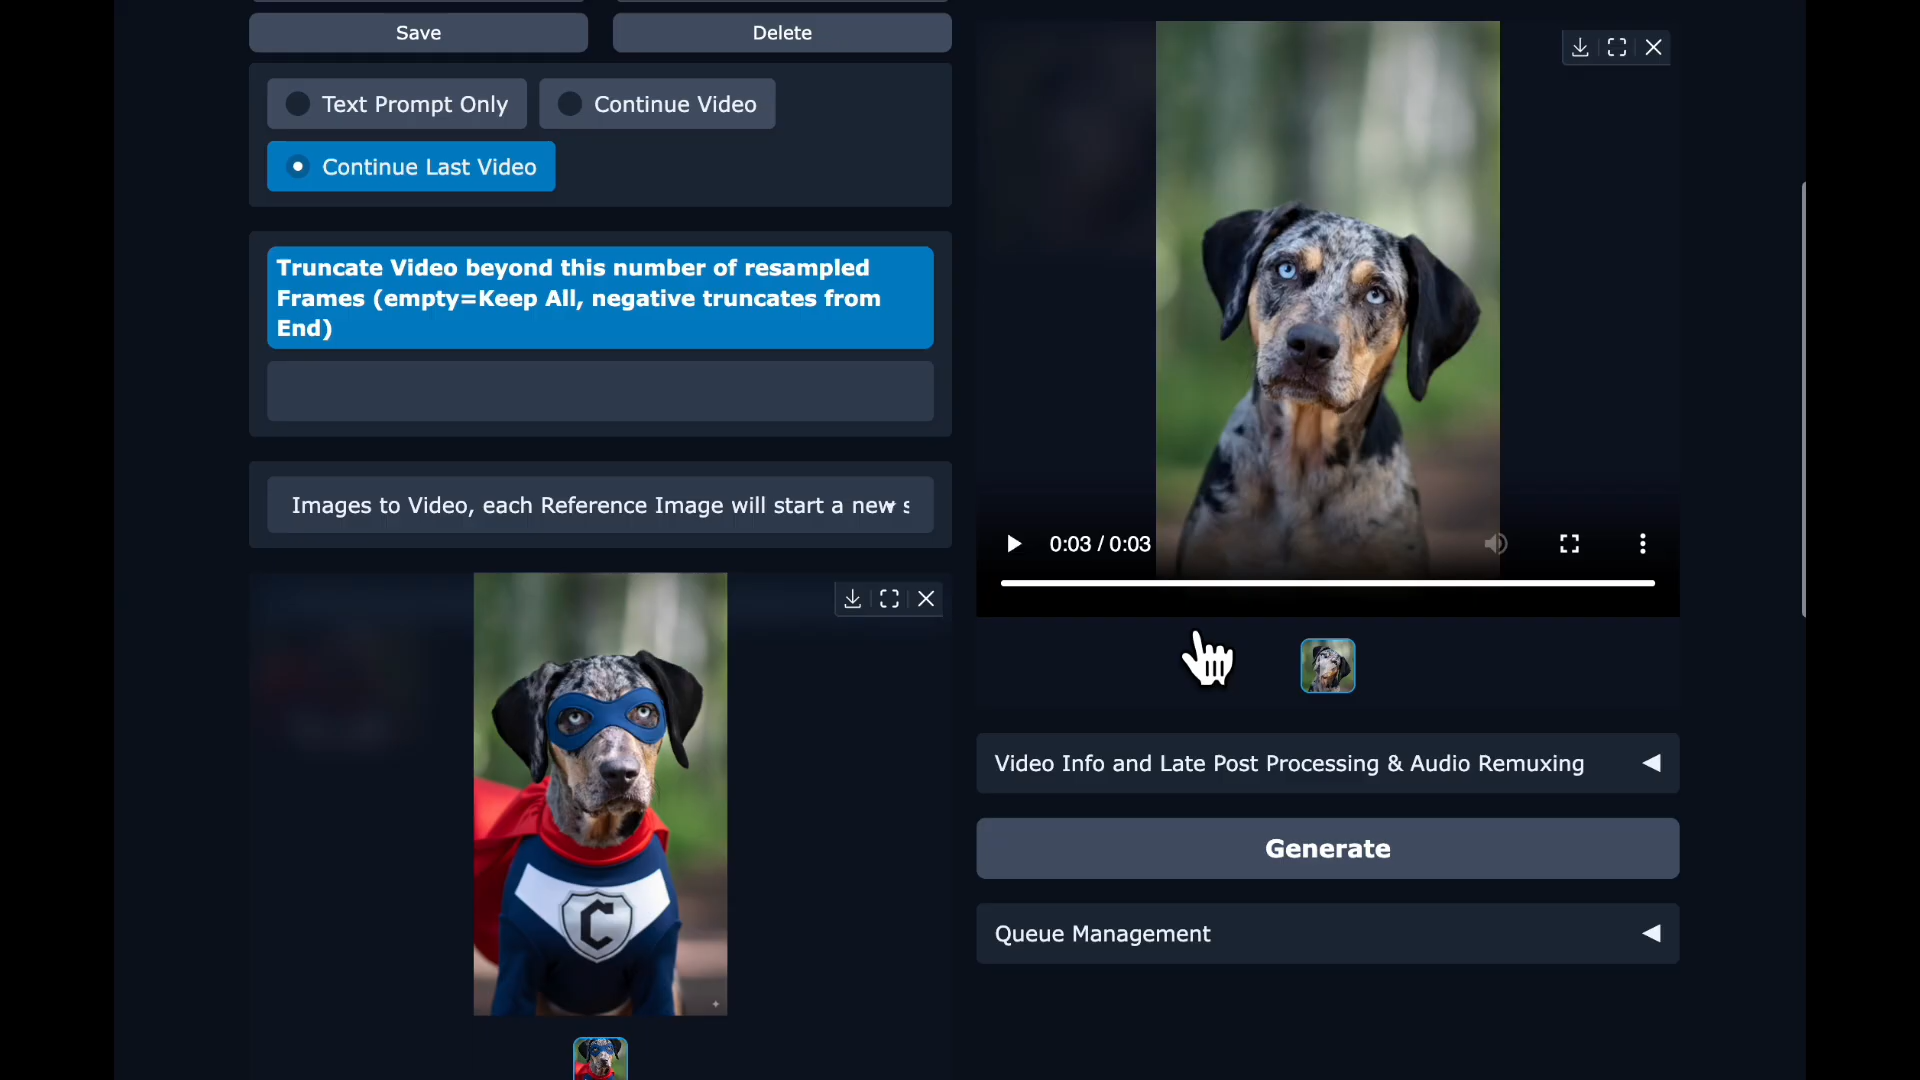 Save
Delete
Text Prompt Only
Continue Video
Continue Last Video
Truncate Video beyond this number of resampled
Frames (empty=Keep All, negative truncates from
End)
Images to Video, each Reference Image will start a new
C
0:03 / 0:03
Video Info and Late Post Processing & Audio Remuxing
Generate
Queue Management